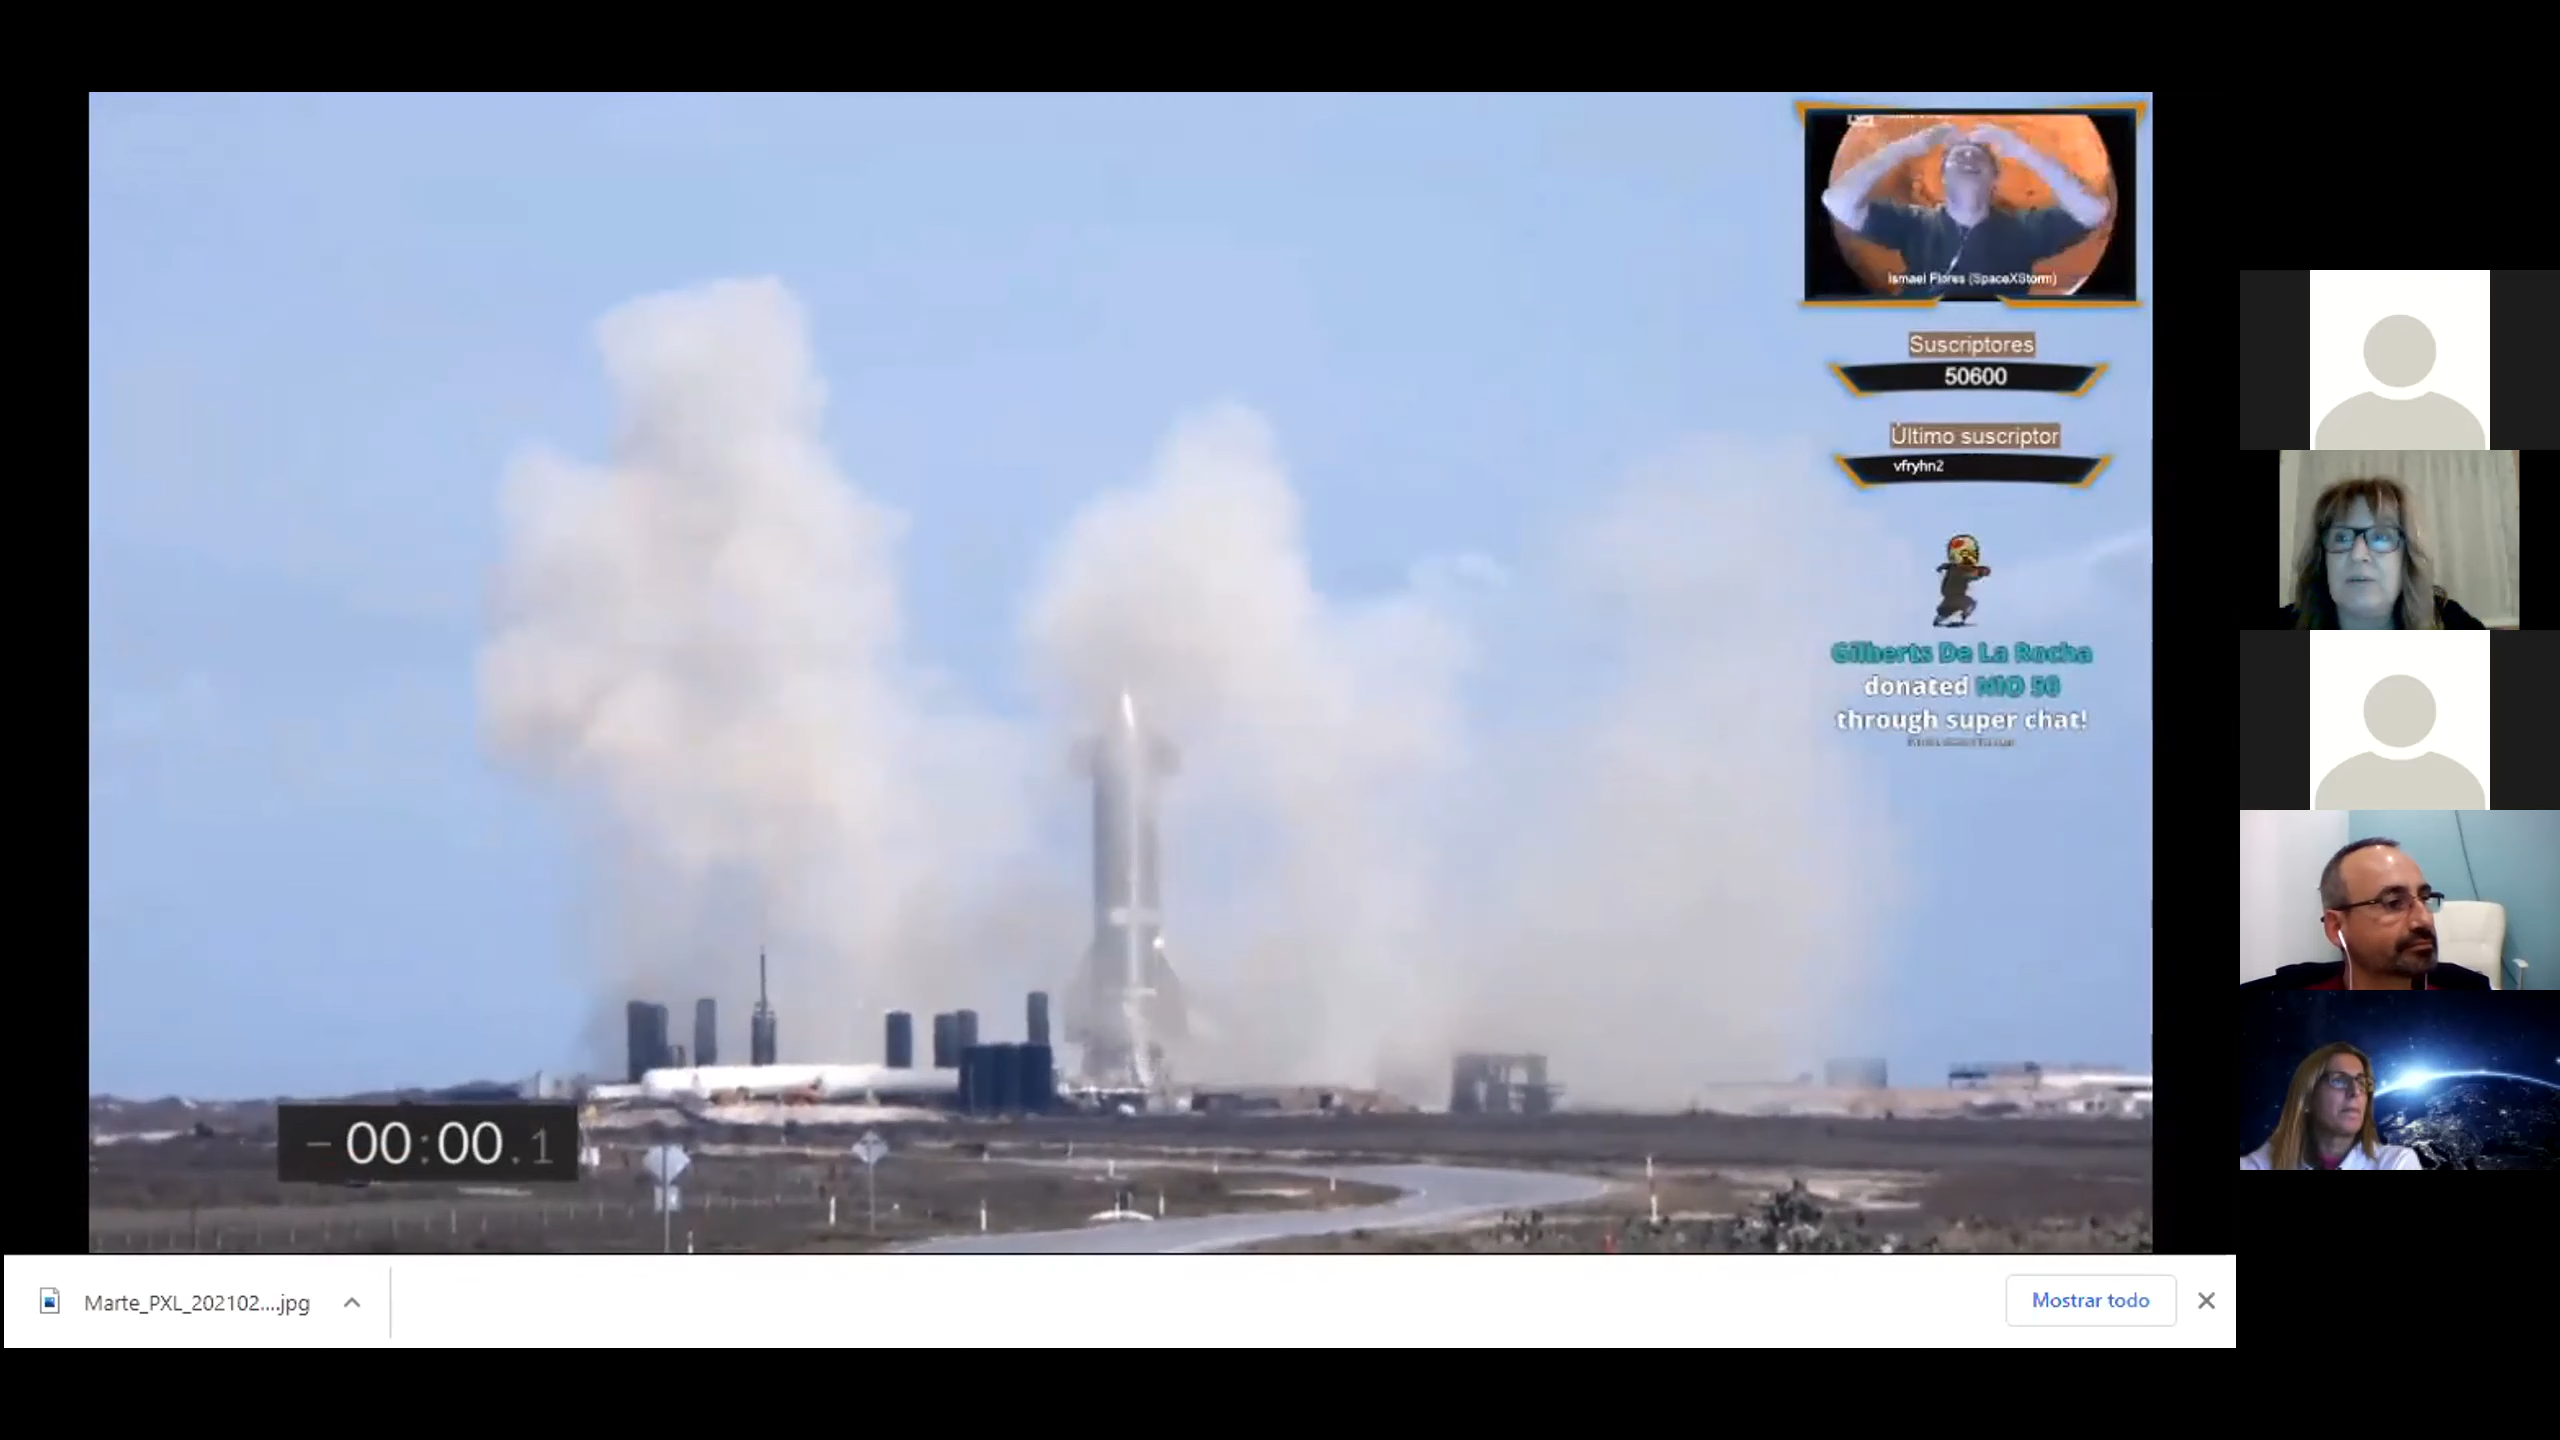 Ismael Flores (SpaceXStorm)
Suscriptores
50600
Último suscriptor
vfryhn2
Gilberts De La Rocha
donated
through super chat!
- 00:00.1
Marte_PXL_202102....jpg
Mostrar todo